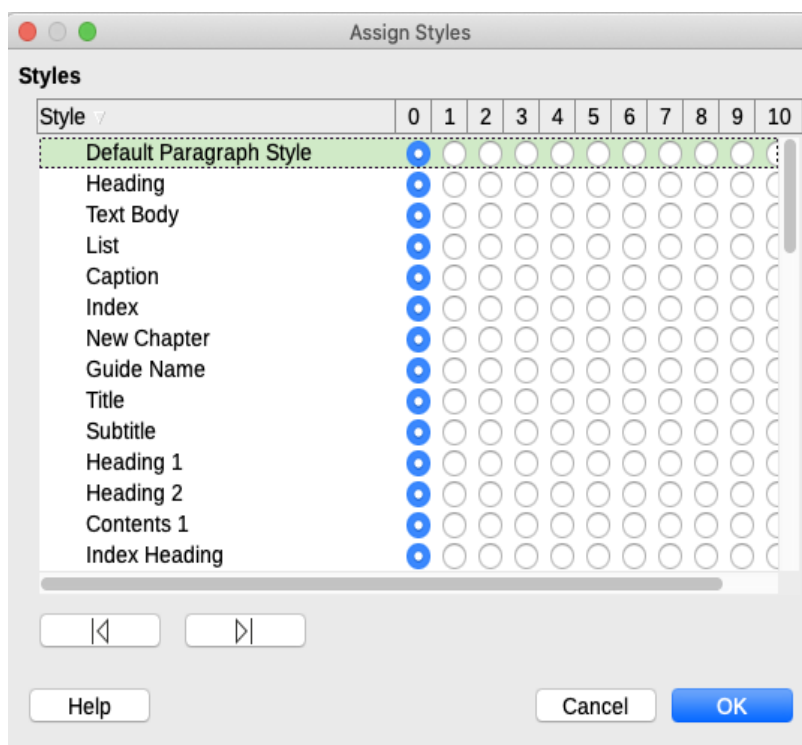 Assign Styles
Styles
Style 0 1 2 3 4 5 6 7 8 9 10
Default Paragraph Style
Heading
Text Body
List
Caption
Index
New Chapter
Guide Name
Title
Subtitle
Heading 1
Heading 2
Contents 1
Index Heading
Help Cancel OK